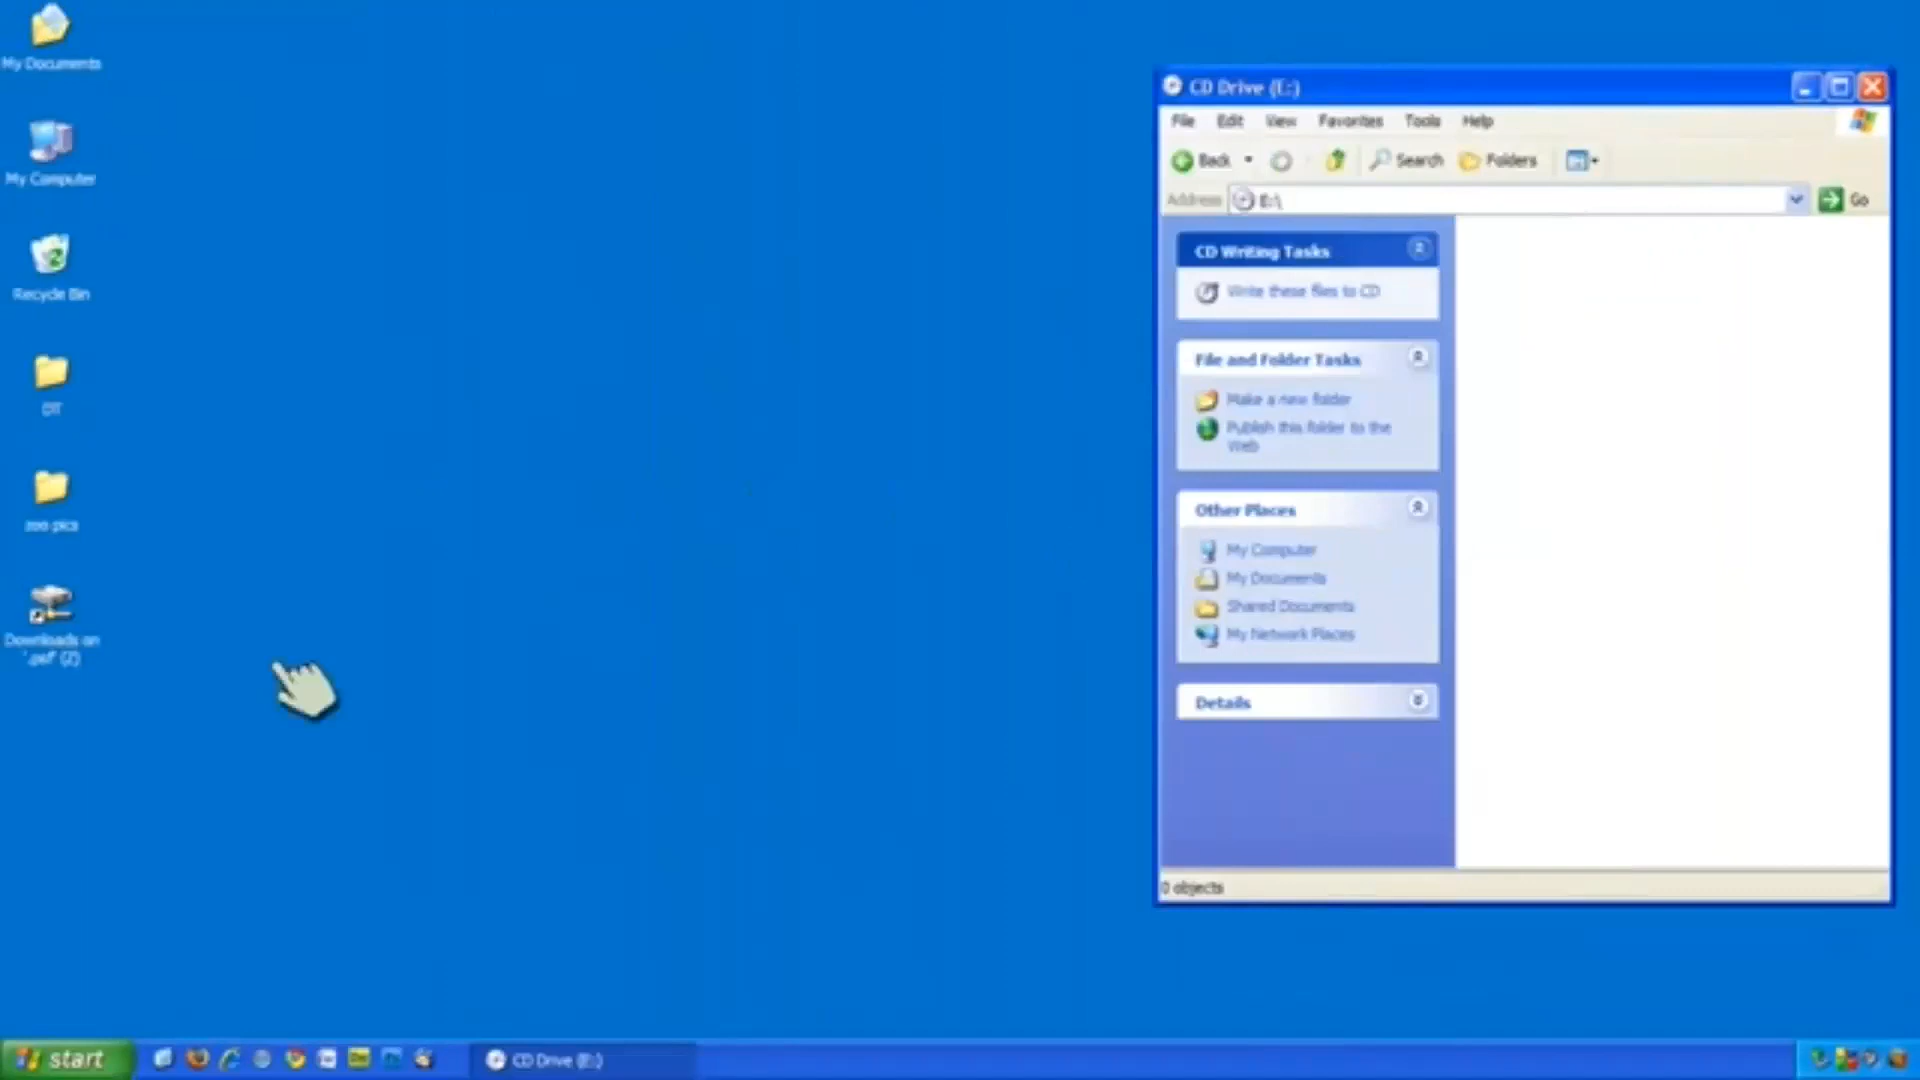 My Documents
My Computer
Recycle Bin
DT
zoo pics
Downloads on
'.psf' (Z)
CD Drive (E:)
File Edit View Favorites Tools Help
Back Search Folders
Address E:\ Go
CD Writing Tasks
Write these files to CD
File and Folder Tasks
Make a new folder
Publish this folder to the
Web
Other Places
My Computer
My Documents
Shared Documents
My Network Places
Details
0 objects
start CD Drive (E:)